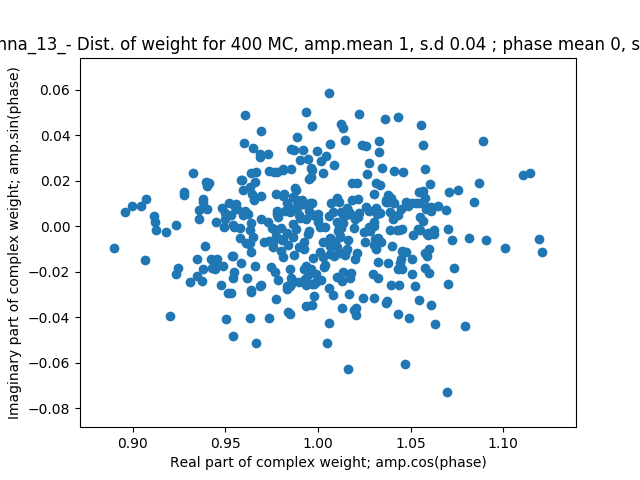 nna_13_- Dist. of weight for 400 MC, amp.mean 1, s.d 0.04 ; phase mean 0, s
0.06
0.04
0.02
0.00
−0.02
−0.04
−0.06
−0.08
Imaginary part of complex weight; amp.sin(phase)
0.90 0.95 1.00 1.05 1.10
Real part of complex weight; amp.cos(phase)